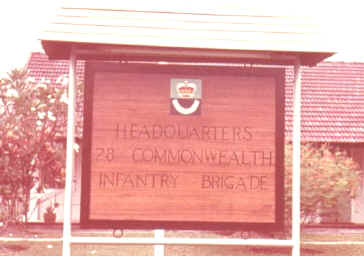 HEADQUARTERS
28 COMMONWEALTH
INFANTRY BRIGADE